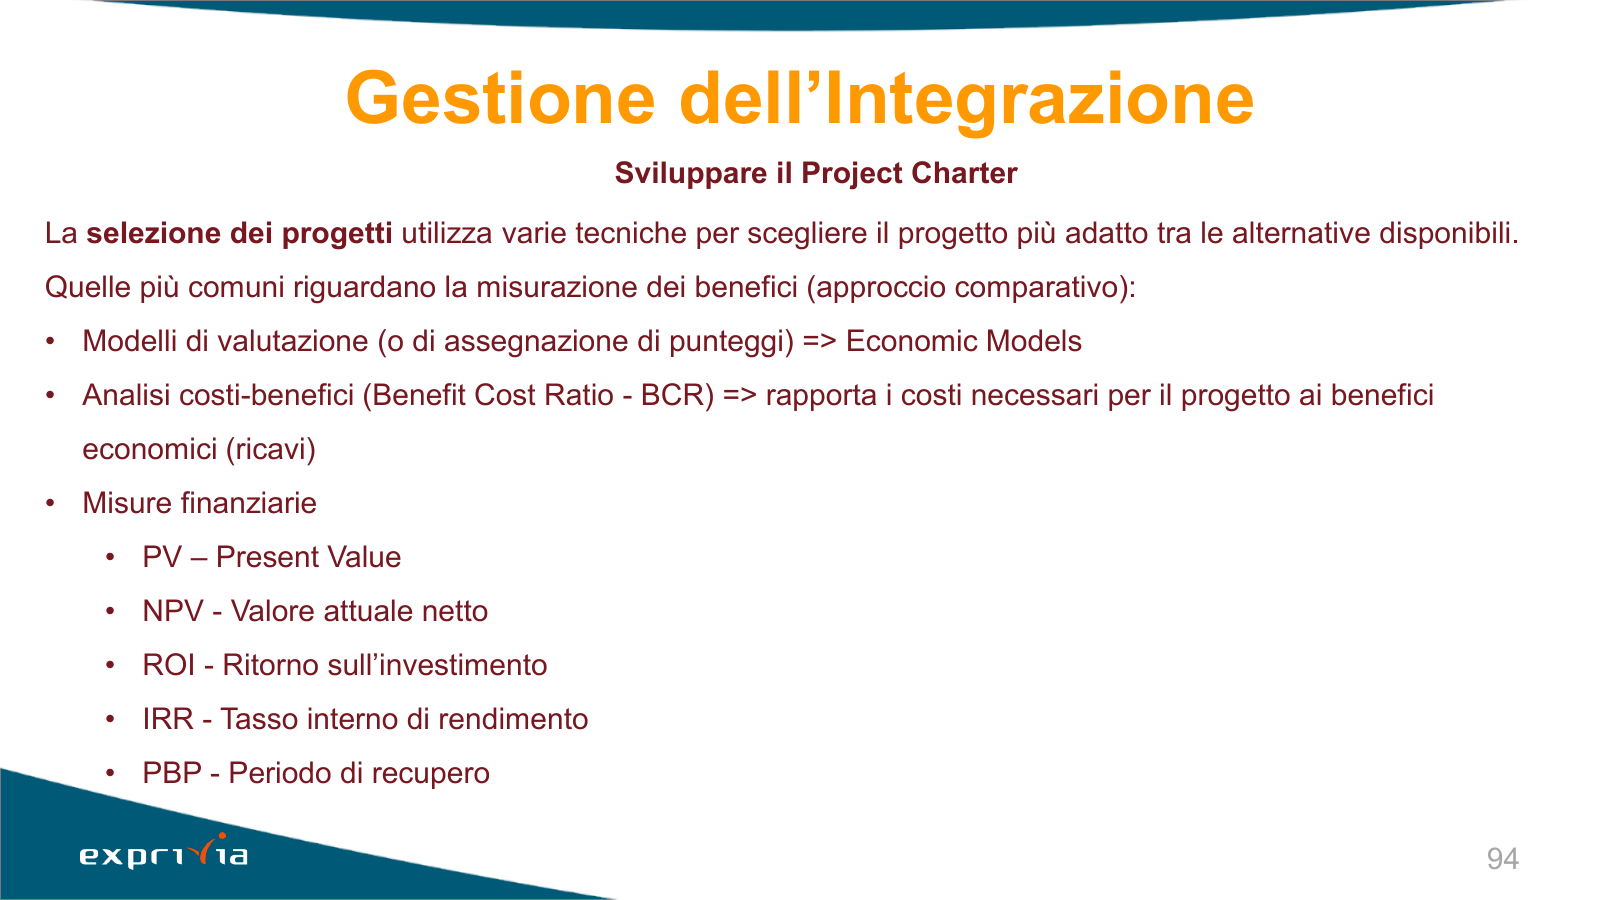 Gestione dell’Integrazione
Sviluppare il Project Charter
La selezione dei progetti utilizza varie tecniche per scegliere il progetto più adatto tra le alternative disponibili.
Quelle più comuni riguardano la misurazione dei benefici (approccio comparativo):
• Modelli di valutazione (o di assegnazione di punteggi) => Economic Models
• Analisi costi-benefici (Benefit Cost Ratio - BCR) => rapporta i costi necessari per il progetto ai benefici
economici (ricavi)
• Misure finanziarie
• PV – Present Value
• NPV - Valore attuale netto
• ROI - Ritorno sull’investimento
• IRR - Tasso interno di rendimento
• PBP - Periodo di recupero
exprivia
94